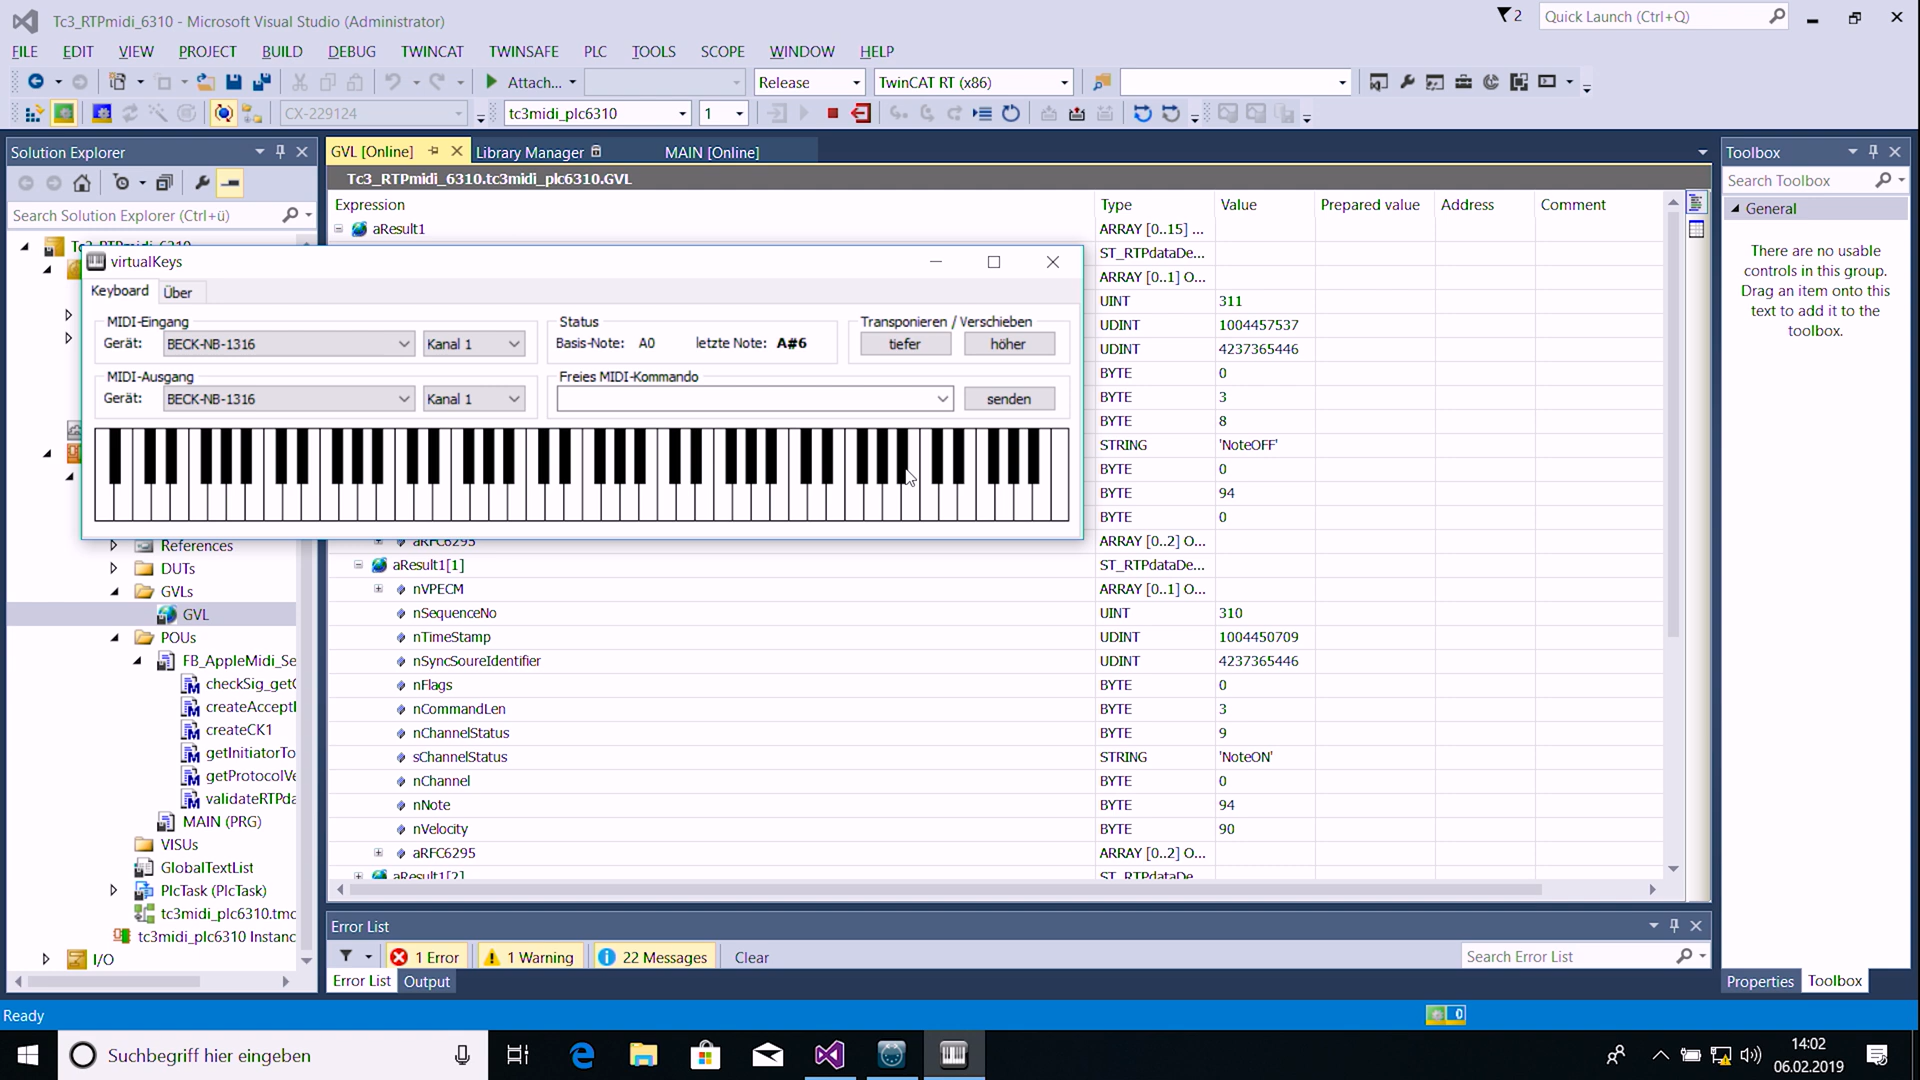 Tc3_RTPmidi_6310 - Microsoft Visual Studio (Administrator)
2
Quick Launch (Ctrl+Q)
FILE EDIT VIEW PROJECT BUILD DEBUG TWINCAT TWINSAFE PLC TOOLS SCOPE WINDOW HELP
Attach... Release TwinCAT RT (x86)
CX-229124 tc3midi_plc6310 1
Solution Explorer
GVL [Online] Library Manager MAIN [Online]
Toolbox
Tc3_RTPmidi_6310.tc3midi_plc6310.GVL
Search Toolbox
Search Solution Explorer (Ctrl+ü)
Expression Type Value Prepared value Address Comment
General
aResult1 ARRAY [0..15] ...
There are no usable
controls in this group.
Drag an item onto this
text to add it to the
toolbox.
Tc3_RTPmidi_6310
virtualKeys
Keyboard Über
MIDI-Eingang
Gerät: BECK-NB-1316 Kanal 1
Status
Basis-Note: A0 letzte Note: A#6
Transponieren / Verschieben
tiefer höher
MIDI-Ausgang
Gerät: BECK-NB-1316 Kanal 1
Freies MIDI-Kommando
senden
ST_RTPdataDe...
ARRAY [0..1] O...
UINT 311
UDINT 1004457537
UDINT 4237365446
BYTE 0
BYTE 3
BYTE 8
STRING 'NoteOFF'
BYTE 0
BYTE 94
BYTE 0
aRFC6295 ARRAY [0..2] O...
aResult1[1] ST_RTPdataDe...
nVPECM ARRAY [0..1] O...
nSequenceNo UINT 310
nTimeStamp UDINT 1004450709
nSyncSoureIdentifier UDINT 4237365446
nFlags BYTE 0
nCommandLen BYTE 3
nChannelStatus BYTE 9
sChannelStatus STRING 'NoteON'
nChannel BYTE 0
nNote BYTE 94
nVelocity BYTE 90
aRFC6295 ARRAY [0..2] O...
aResult1[2] ST_RTPdataDe
References
DUTs
GVLs
GVL
POUs
FB_AppleMidi_Se
checkSig_getC
createAcceptI
createCK1
getInitiatorTo
getProtocolVe
validateRTPda
MAIN (PRG)
VISUs
GlobalTextList
PlcTask (PlcTask)
tc3midi_plc6310.tmc
tc3midi_plc6310 Instanc
I/O
Error List
1 Error 1 Warning 22 Messages Clear
Search Error List
Error List Output
Properties Toolbox
Ready
0
Suchbegriff hier eingeben
14:02
06.02.2019